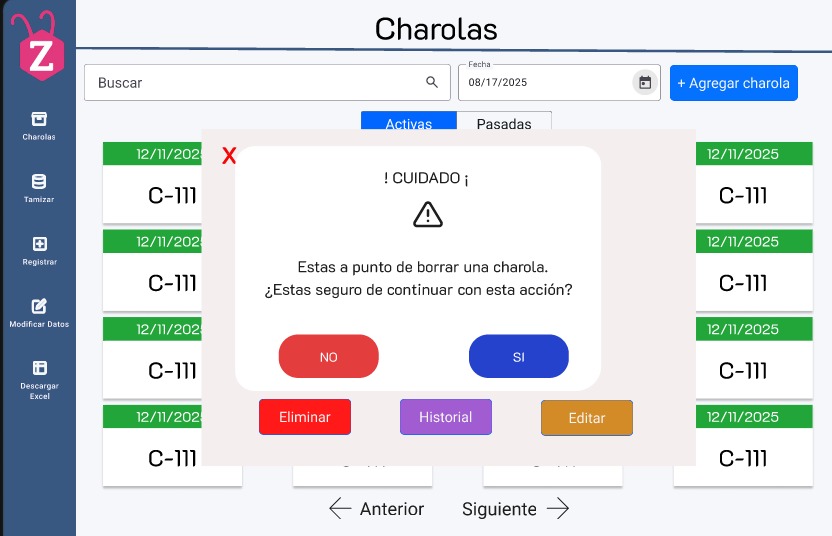 Z
Charolas
Buscar
Fecha
08/17/2025
+ Agregar charola
Charolas
Tamizar
Registrar
Modificar Datos
Descargar
Excel
Activas
Pasadas
12/11/2025
12/11/2025
C-111
C-111
X
! CUIDADO ¡
Estas a punto de borrar una charola.
¿Estas seguro de continuar con esta acción?
NO
SI
12/11/2025
12/11/2025
C-111
C-111
12/11/2025
12/11/2025
C-111
C-111
Eliminar
Historial
Editar
12/11/2025
12/11/2025
C-111
C-111
Anterior
Siguiente